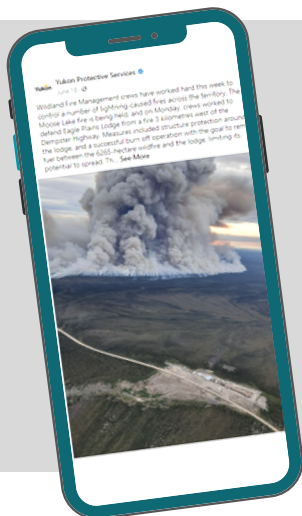 Yukon
Yukon Protective Services
June 18
Wildland Fire Management crews have worked hard this week to
control a number of lightning-caused fires across the territory. The
Moose Lake fire is being held, and on Monday, crews worked to
defend Eagle Plains Lodge from a fire 3 kilometres west of the
Dempster Highway. Measures included structure protection around
the lodge, and a successful burn off operation with the goal to rem
fuel between the 6265-hectare wildfire and the lodge, limiting its
potential to spread. Th... See More